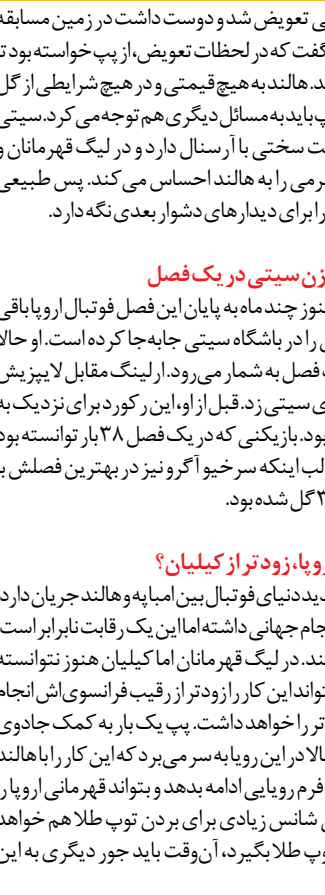 ی تعویض شد و دوست داشت در زمین مسابقه
گفت که در لحظات تعویض، از پپ خواسته بود ت
د. هالند به هیچ قیمتی و در هیچ شرایطی از گل
پ باید به مسائل دیگری هم توجه می کرد. سیتی
ت سختی با آرسنال دارد و در لیگ قهرمانان و
رمی را به هالند احساس می کند. پس طبیعی
را برای دیدارهای دشوار بعدی نگه دارد.
زن سیتی در یک فصل
نوز چند ماه به پایان این فصل فوتبال اروپا باقی
ی را در باشگاه سیتی جابه‌جا کرده است. او حالا
ک فصل به شمار می‌رود. ارلینگ مقابل لایپزیش
ی سیتی زد. قبل از او، این رکورد برای نزدیک به
بود. بازیکنی که در یک فصل ۳۸ بار توانسته بود
لب اینکه سرخیو آگرو نیز در بهترین فصلش ب
۳ گل شده بود.
روپا، زودتر از کیلیان؟
دید دنیای فوتبال بین امباپه و هالند جریان دارد
جام جهانی داشته اما این یک رقابت نابرابر است
ند. در لیگ قهرمانان اما کیلیان هنوز نتوانسته
تواند این کار را زودتر از رقیب فرانسوی‌اش انجام
تر را خواهد داشت. پپ یک بار به کمک جادوی
حالا در این رویا به سر می‌برد که این کار را با هالند
فرم رویایی ادامه بدهد و بتواند قهرمانی اروپا ر
ی شانس زیادی برای بردن توپ طلا هم خواهد
وپ طلا بگیرد، آن‌وقت باید جور دیگری به این